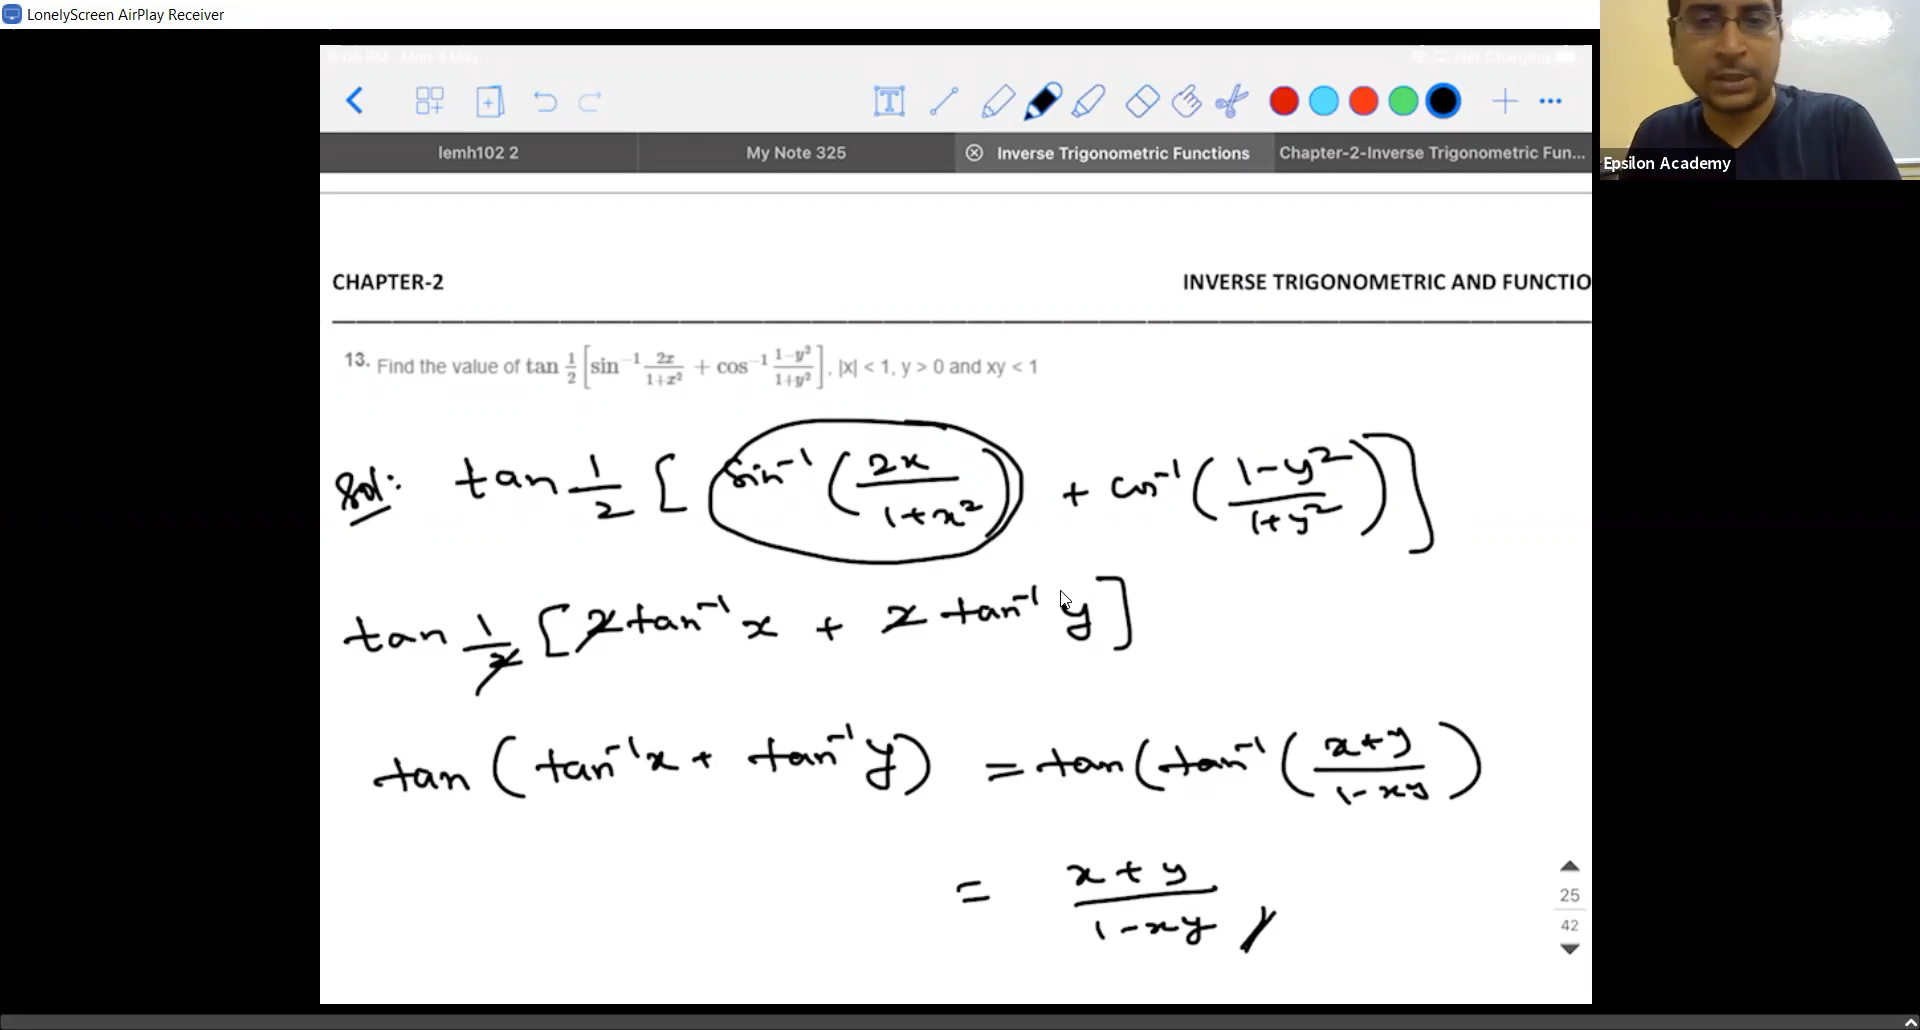 LonelyScreen AirPlay Receiver
Epsilon Academy
lemh102 2
My Note 325
Inverse Trigonometric Functions
Chapter-2-Inverse Trigonometric Fun...
CHAPTER-2
INVERSE TRIGONOMETRIC AND FUNCTIO
13. Find the value of tan 1/2 [sin⁻¹ 2x/1+x² + cos⁻¹ 1−y²/1+y²], |x| < 1, y > 0 and xy < 1
Sol: tan 1/2 [sin⁻¹ (2x/1+x²) + cos⁻¹ (1−y²/1+y²)]
tan 1/2 [2tan⁻¹ x + 2 tan⁻¹ y]
tan (tan⁻¹x + tan⁻¹ y) = tan (tan⁻¹ (x+y/1−xy)
= x+y/1−xy
25
42